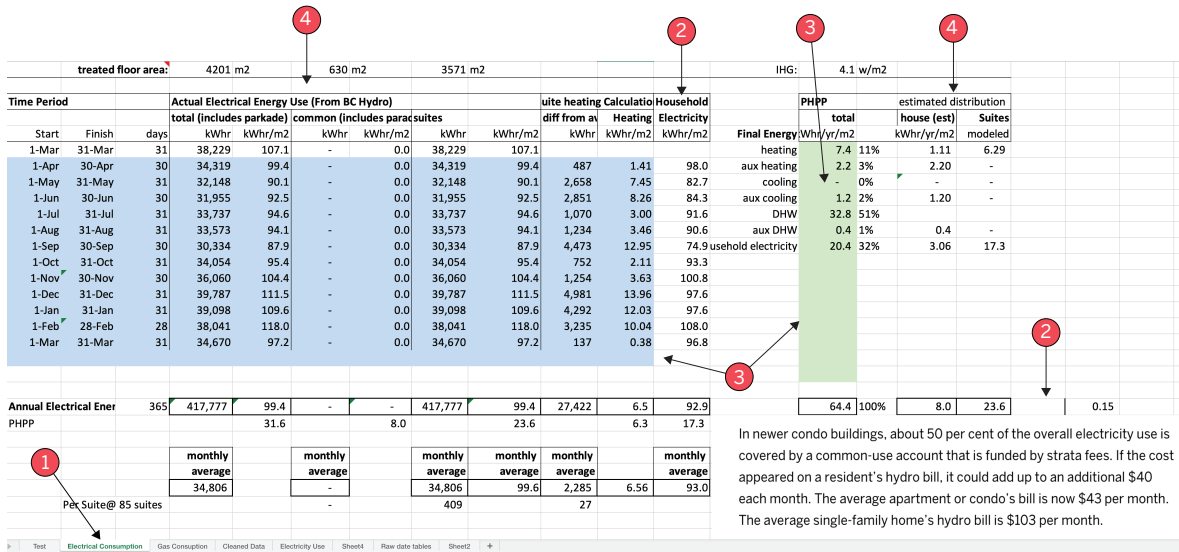 4
2
3
4
treated floor area: 4201 m2 630 m2 3571 m2 IHG: 4.1 w/m2
Time Period Actual Electrical Energy Use (From BC Hydro) uite heating Calculatio Household PHPP estimated distribution
total (includes parkade) common (includes parac suites diff from av Heating Electricity total house (est) Suites
Start Finish days kWhr kWhr/m2 kWhr kWhr/m2 kWhr kWhr/m2 kWhr kWhr/m2 kWhr/m2 Final Energy: Whr/yr/m2 kWhr/yr/m2 modeled
1-Mar 31-Mar 31 38,229 107.1 - 0.0 38,229 107.1 heating 7.4 11% 1.11 6.29
1-Apr 30-Apr 30 34,319 99.4 - 0.0 34,319 99.4 487 1.41 98.0 aux heating 2.2 3% 2.20 -
1-May 31-May 31 32,148 90.1 - 0.0 32,148 90.1 2,658 7.45 82.7 cooling - 0% - -
1-Jun 30-Jun 30 31,955 92.5 - 0.0 31,955 92.5 2,851 8.26 84.3 aux cooling 1.2 2% 1.20 -
1-Jul 31-Jul 31 33,737 94.6 - 0.0 33,737 94.6 1,070 3.00 91.6 DHW 32.8 51%
1-Aug 31-Aug 31 33,573 94.1 - 0.0 33,573 94.1 1,234 3.46 90.6 aux DHW 0.4 1% 0.4 -
1-Sep 30-Sep 30 30,334 87.9 - 0.0 30,334 87.9 4,473 12.95 74.9 usehold electricity 20.4 32% 3.06 17.3
1-Oct 31-Oct 31 34,054 95.4 - 0.0 34,054 95.4 752 2.11 93.3
1-Nov 30-Nov 30 36,060 104.4 - 0.0 36,060 104.4 1,254 3.63 100.8
1-Dec 31-Dec 31 39,787 111.5 - 0.0 39,787 111.5 4,981 13.96 97.6
1-Jan 31-Jan 31 39,098 109.6 - 0.0 39,098 109.6 4,292 12.03 97.6
1-Feb 28-Feb 28 38,041 118.0 - 0.0 38,041 118.0 3,235 10.04 108.0
1-Mar 31-Mar 31 34,670 97.2 - 0.0 34,670 97.2 137 0.38 96.8
2
3
Annual Electrical Ener 365 417,777 99.4 - - 417,777 99.4 27,422 6.5 92.9 64.4 100% 8.0 23.6 0.15
PHPP 31.6 8.0 23.6 6.3 17.3
monthly monthly monthly monthly
average average average average
34,806 - 34,806 99.6 2,285 6.56 93.0
Per Suite@ 85 suites - 409 27
1
In newer condo buildings, about 50 per cent of the overall electricity use is
covered by a common-use account that is funded by strata fees. If the cost
appeared on a resident's hydro bill, it could add up to an additional $40
each month. The average apartment or condo's bill is now $43 per month.
The average single-family home's hydro bill is $103 per month.
Test Electrical Consumption Gas Consuption Cleaned Data Electricity Use Sheet4 Raw date tables Sheet2 +